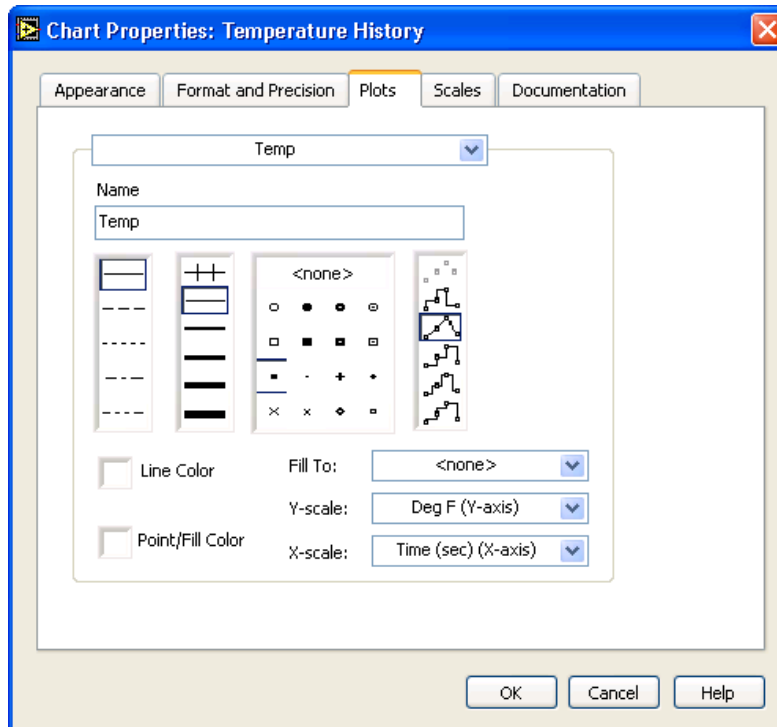 Chart Properties: Temperature History
Appearance Format and Precision Plots Scales Documentation
Temp
Name
Temp
<none>
Line Color
Fill To: <none>
Y-scale: Deg F (Y-axis)
Point/Fill Color
X-scale: Time (sec) (X-axis)
OK Cancel Help